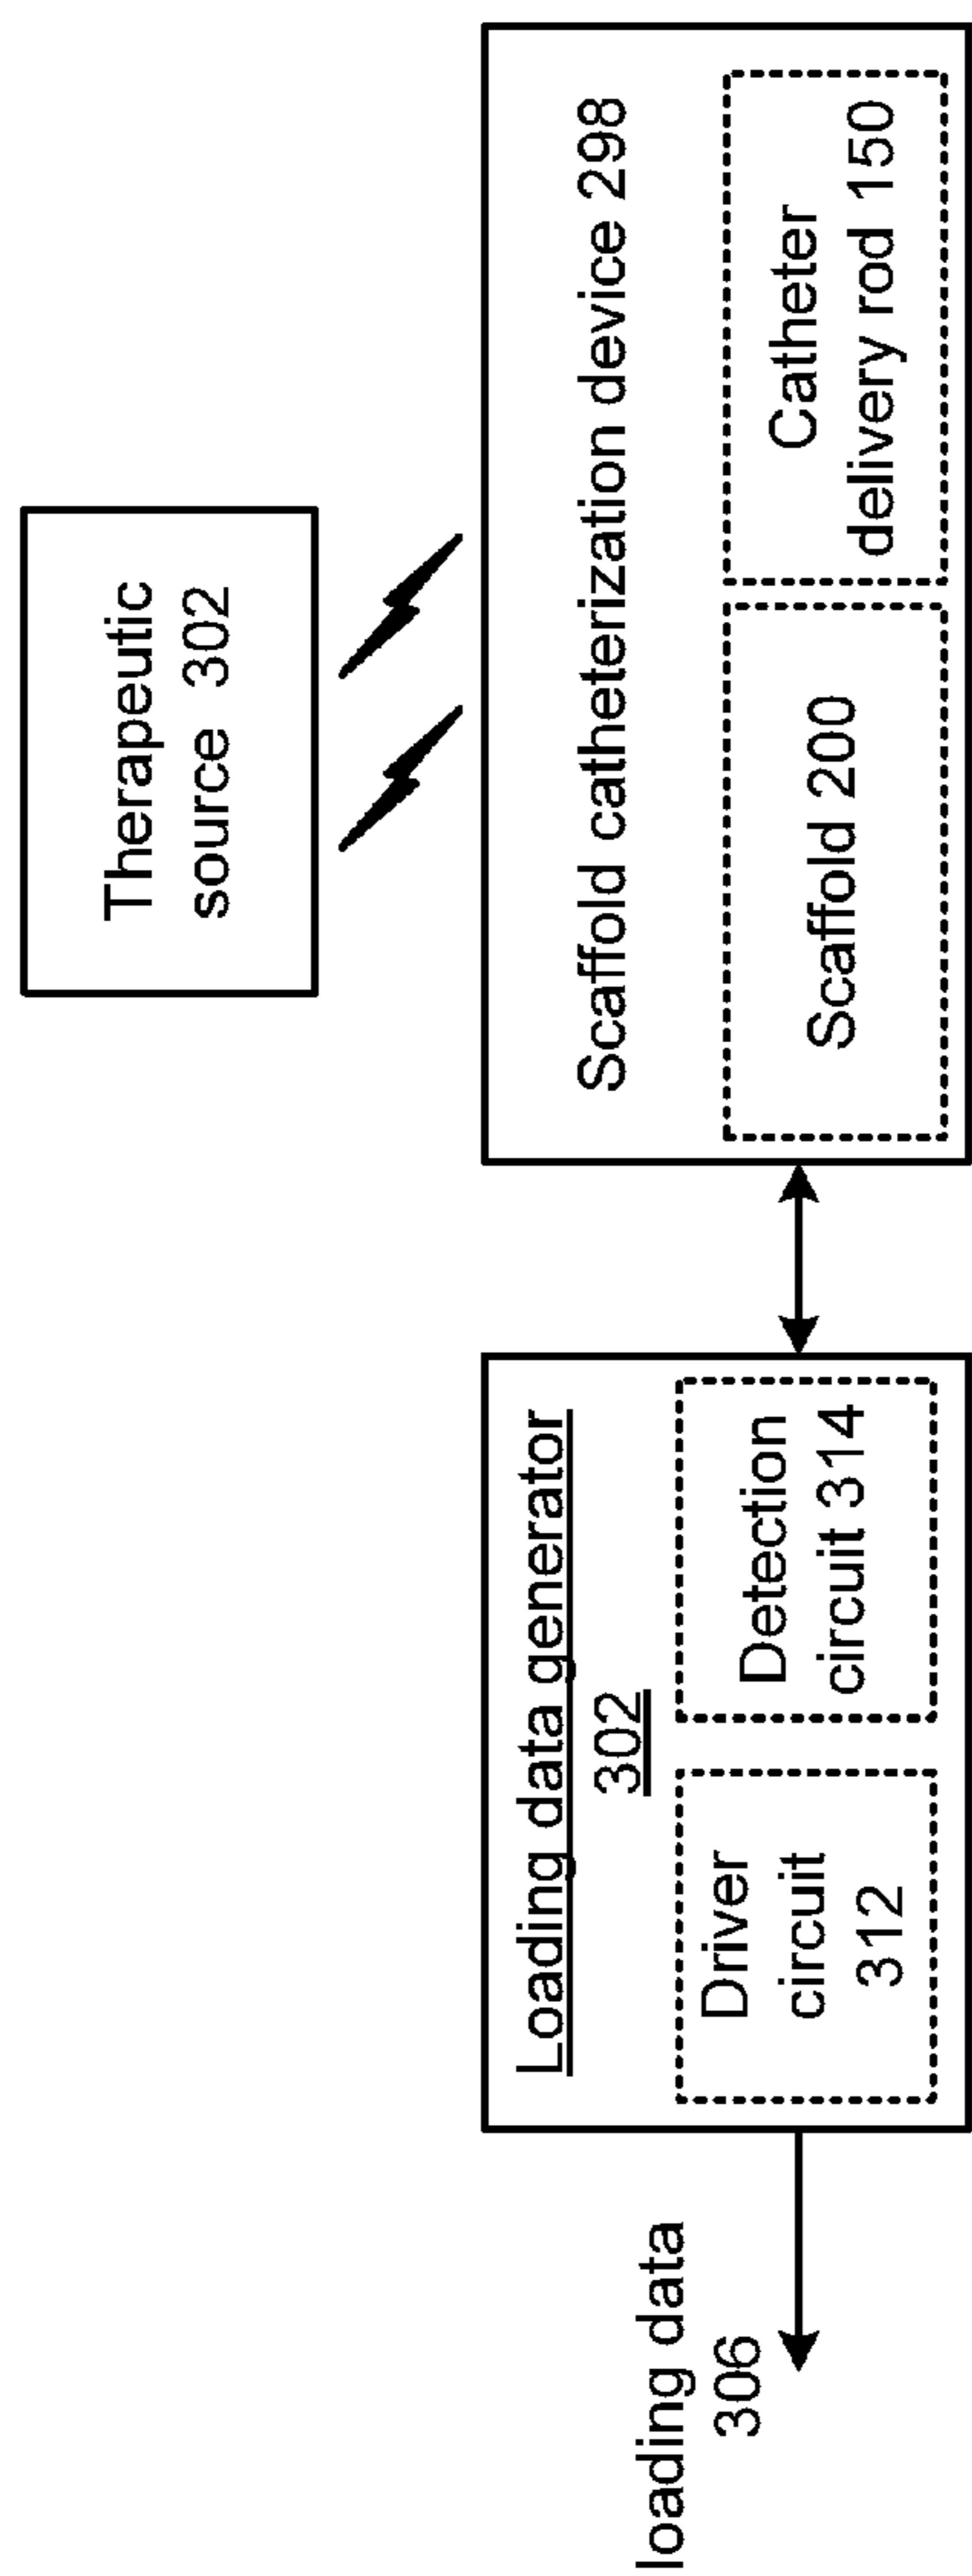 Therapeutic
source 302
loading data
306
Loading data generator
302
Driver
circuit
312
Detection
circuit 314
Scaffold catheterization device 298
Scaffold 200
Catheter
delivery rod 150